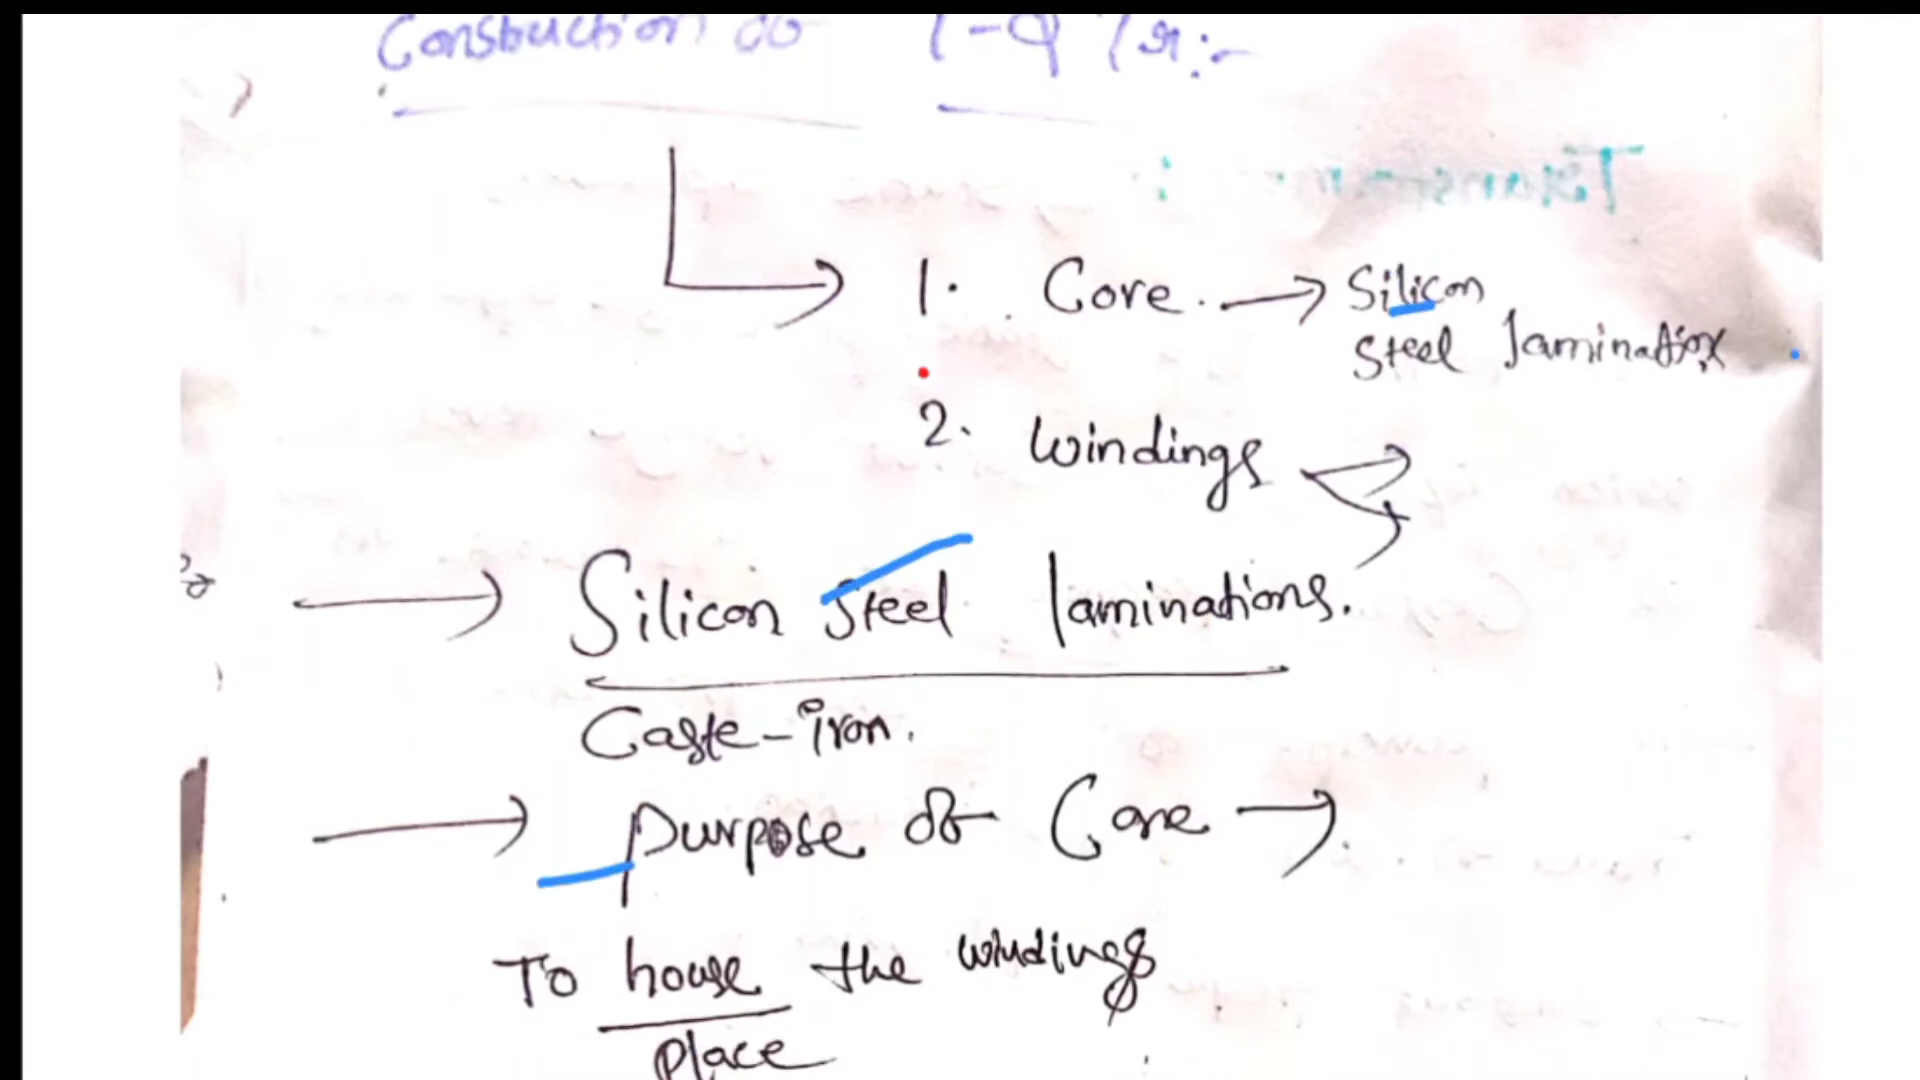 Construction of 1-φ T/r:-
1. Core → Silicon
Steel lamination
2. Windings
→ Silicon Steel laminations.
Caste-iron.
→ purpose of Core →
To house the windings
place